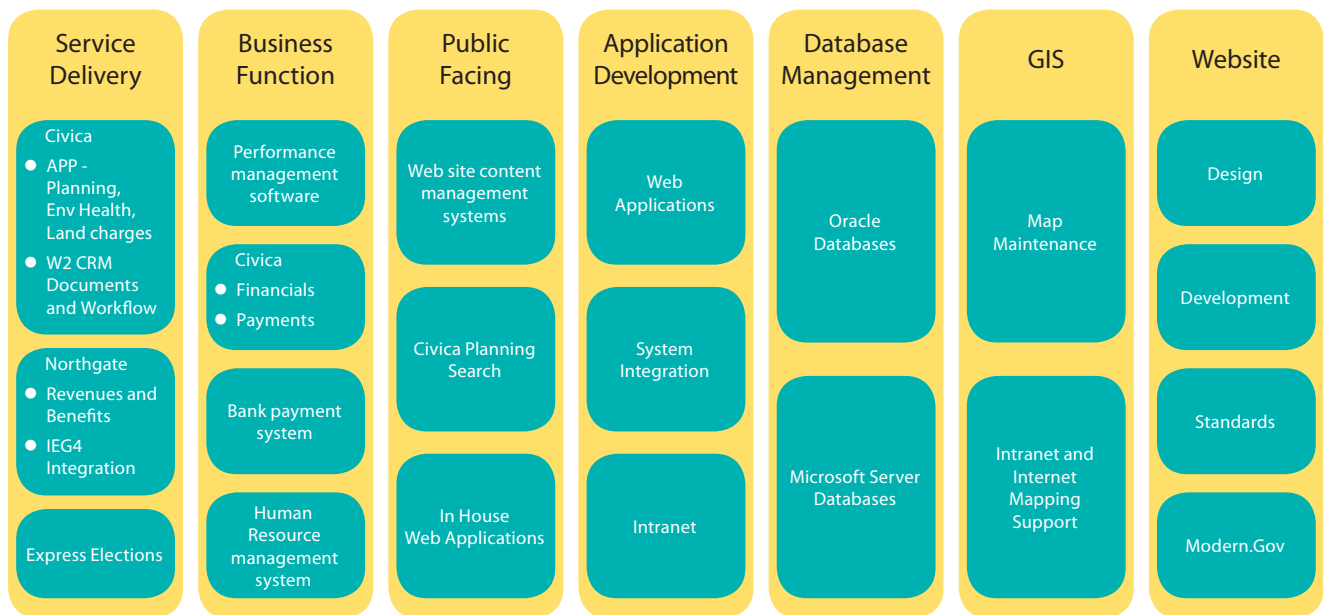 Service
Delivery
Civica
● APP -
Planning,
Env Health,
Land charges
● W2 CRM
Documents
and Workflow
Northgate
● Revenues and
Benefits
● IEG4
Integration
Express Elections
Business
Function
Performance
management
software
Civica
● Financials
● Payments
Bank payment
system
Human
Resource
management
system
Public
Facing
Web site content
management
systems
Civica Planning
Search
In House
Web Applications
Application
Development
Web
Applications
System
Integration
Intranet
Database
Management
Oracle
Databases
Microsoft Server
Databases
GIS
Map
Maintenance
Intranet and
Internet
Mapping
Support
Website
Design
Development
Standards
Modern.Gov